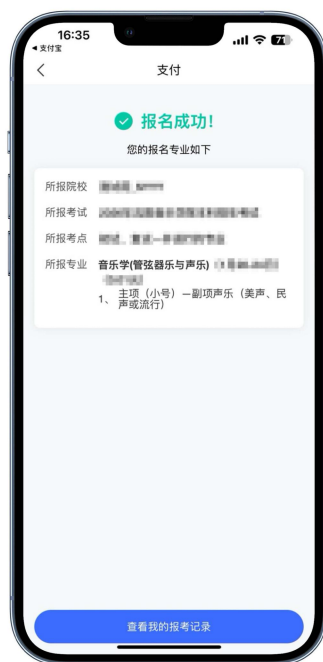 16:35
71
支付宝
支付
报名成功!
您的报名专业如下
所报院校
所报考试
所报考点
所报专业 音乐学(管弦器乐与声乐)
1、 主项（小号）—副项声乐（美声、民
声或流行）
查看我的报考记录